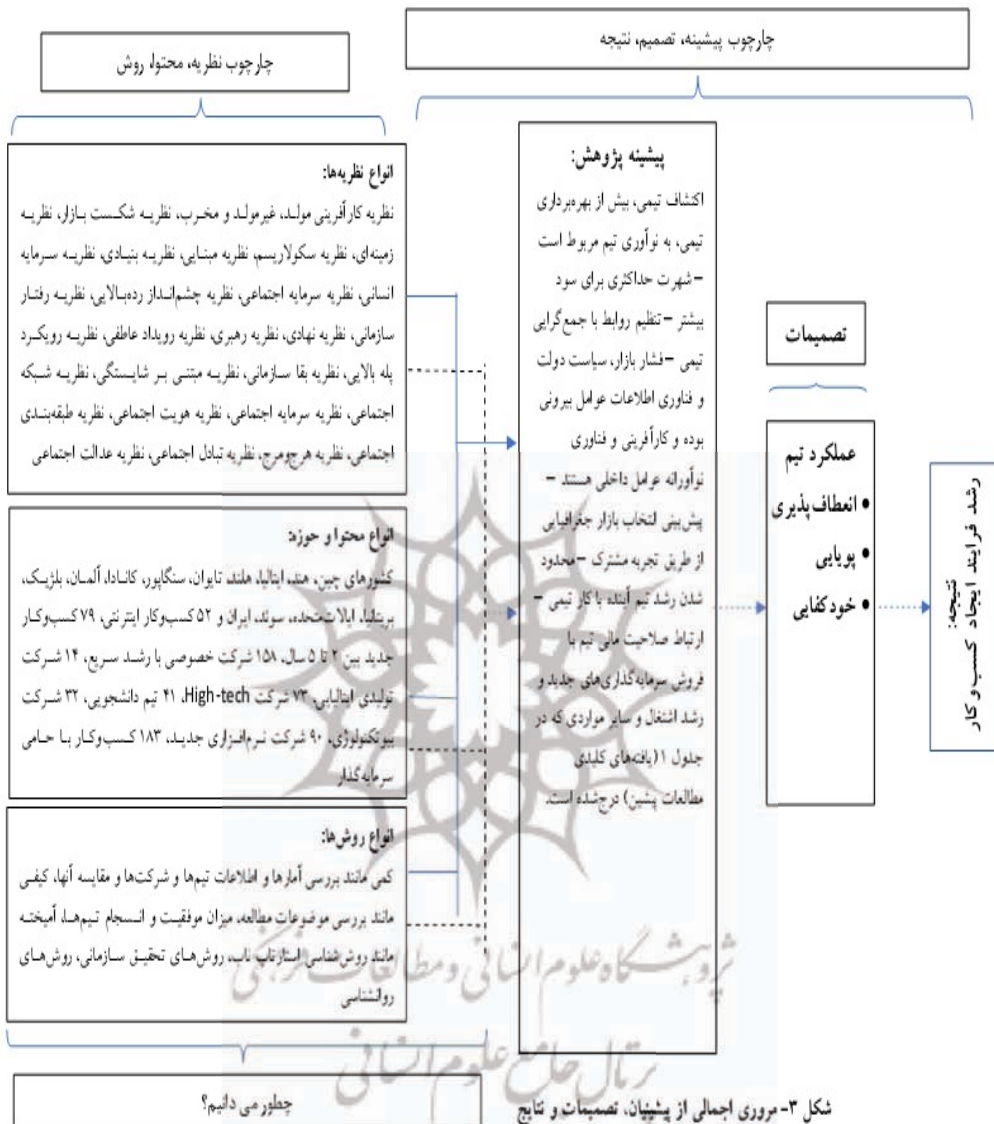 چارچوب پیشینه، تصمیم، نتیجه
چارچوب نظریه، محتوا، روش
انواع نظریه‌ها:
نظریه کارآفرینی مولد، غیرمولد و مخرب، نظریه شکست بازار، نظریه
زمینه‌ای، نظریه سکولاریسم، نظریه مبنایی، نظریه بنیادی، نظریه سرمایه
انسانی، نظریه سرمایه اجتماعی، نظریه چشم‌انداز رده‌بالایی، نظریه رفتار
سازمانی، نظریه نهادی، نظریه رهبری، نظریه رویداد عاطفی، نظریه رویکرد
پله بالایی، نظریه بقا سازمانی، نظریه مبتنی بر شایستگی، نظریه شبکه
اجتماعی، نظریه سرمایه اجتماعی، نظریه هویت اجتماعی، نظریه طبقه‌بندی
اجتماعی، نظریه هرج‌ومرج، نظریه تبادل اجتماعی، نظریه عدالت اجتماعی
انواع محتوا و حوزه:
کشورهای چین، هند، ایتالیا، هلند، تایوان، سنگاپور، کانادا، آلمان، بلژیک،
بریتانیا، ایالات‌متحده، سوئد، ایران و ۵۲ کسب‌وکار اینترنتی، ۷۹ کسب‌وکار
جدید بین ۲ تا ۵ سال، ۱۵۸ شرکت خصوصی با رشد سریع، ۱۴ شرکت
تولیدی ایتالیایی، ۷۳ شرکت High-tech، ۴۱ تیم دانشجویی، ۳۲ شرکت
بیوتکنولوژی، ۹۰ شرکت نرم‌افزاری جدید، ۱۸۳ کسب‌وکار با حامی
سرمایه‌گذار
انواع روش‌ها:
کمی مانند بررسی آمارها و اطلاعات تیم‌ها و شرکت‌ها و مقایسه آنها، کیفی
مانند بررسی موضوعات مطالعه، میزان موفقیت و انسجام تیم‌ها، آمیخته
مانند روش‌شناسی استارتاپ ناب، روش‌های تحقیق سازمانی، روش‌های
روانشناسی
چطور می دانیم؟
پیشینه پژوهش:
اکتشاف تیمی، بیش از بهره‌برداری
تیمی، به نوآوری تیم مربوط است
–شهرت حداکثری برای سود
بیشتر –تنظیم روابط با جمع‌گرایی
تیمی –فشار بازار، سیاست دولت
و فناوری اطلاعات عوامل بیرونی
بوده و کارآفرینی و فناوری
نوآورانه عوامل داخلی هستند –
پیش‌بینی انتخاب بازار جغرافیایی
از طریق تجربه مشترک –محدود
شدن رشد تیم آینده با کار تیمی –
ارتباط صلاحیت مالی تیم با
فروش سرمایه‌گذاری‌های جدید و
رشد اشتغال و سایر مواردی که در
جدول ۱(یافته‌های کلیدی
مطالعات پیشین) درج‌شده است.
تصمیمات
عملکرد تیم
• انعطاف‌پذیری
• پویایی
• خودکفایی
نتیجه:
رشد فرایند ایجاد کسب‌و کار
پژوهشگاه علوم انسانی و مطالعات فرهنگی
پرتال جامع علوم انسانی
شکل ۳- مروری اجمالی از پیشینیان، تصمیمات و نتایج